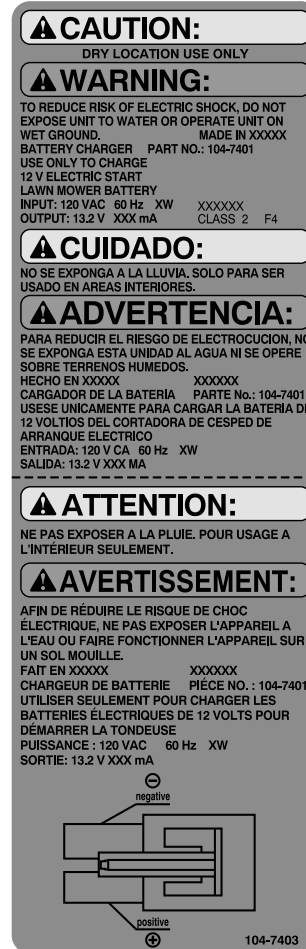 CAUTION:
DRY LOCATION USE ONLY
WARNING:
TO REDUCE RISK OF ELECTRIC SHOCK, DO NOT
EXPOSE UNIT TO WATER OR OPERATE UNIT ON
WET GROUND. MADE IN XXXXX
BATTERY CHARGER PART NO.: 104-7401
USE ONLY TO CHARGE
12 V ELECTRIC START
LAWN MOWER BATTERY
INPUT: 120 VAC 60 Hz XW XXXXXX
OUTPUT: 13.2 V XXX mA CLASS 2 F4
CUIDADO:
NO SE EXPONGA A LA LLUVIA. SOLO PARA SER
USADO EN AREAS INTERIORES.
ADVERTENCIA:
PARA REDUCIR EL RIESGO DE ELECTROCUCION, NO
SE EXPONGA ESTA UNIDAD AL AGUA NI SE OPERE
SOBRE TERRENOS HUMEDOS.
HECHO EN XXXXX XXXXXX
CARGADOR DE LA BATERIA PARTE No.: 104-7401
USESE UNICAMENTE PARA CARGAR LA BATERIA DE
12 VOLTIOS DEL CORTADORA DE CESPED DE
ARRANQUE ELECTRICO
ENTRADA: 120 V CA 60 Hz XW
SALIDA: 13.2 V XXX MA
ATTENTION:
NE PAS EXPOSER A LA PLUIE. POUR USAGE A
L'INTÉRIEUR SEULEMENT.
AVERTISSEMENT:
AFIN DE RÉDUIRE LE RISQUE DE CHOC
ÉLECTRIQUE, NE PAS EXPOSER L'APPAREIL A
L'EAU OU FAIRE FONCTIONNER L'APPAREIL SUR
UN SOL MOUILLE.
FAIT EN XXXXX XXXXXX
CHARGEUR DE BATTERIE PIÉCE NO. : 104-7401
UTILISER SEULEMENT POUR CHARGER LES
BATTERIES ÉLECTRIQUES DE 12 VOLTS POUR
DÉMARRER LA TONDEUSE
PUISSANCE : 120 VAC 60 Hz XW
SORTIE: 13.2 V XXX mA
negative
positive
104-7403